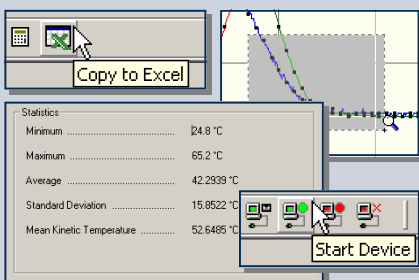 Copy to Excel
Statistics
Minimum ................................ 24.8 °C
Maximum ............................... 65.2 °C
Average ................................. 42.2939 °C
Standard Deviation .................. 15.8522 °C
Mean Kinetic Temperature ............ 52.6485 °C
Start Device